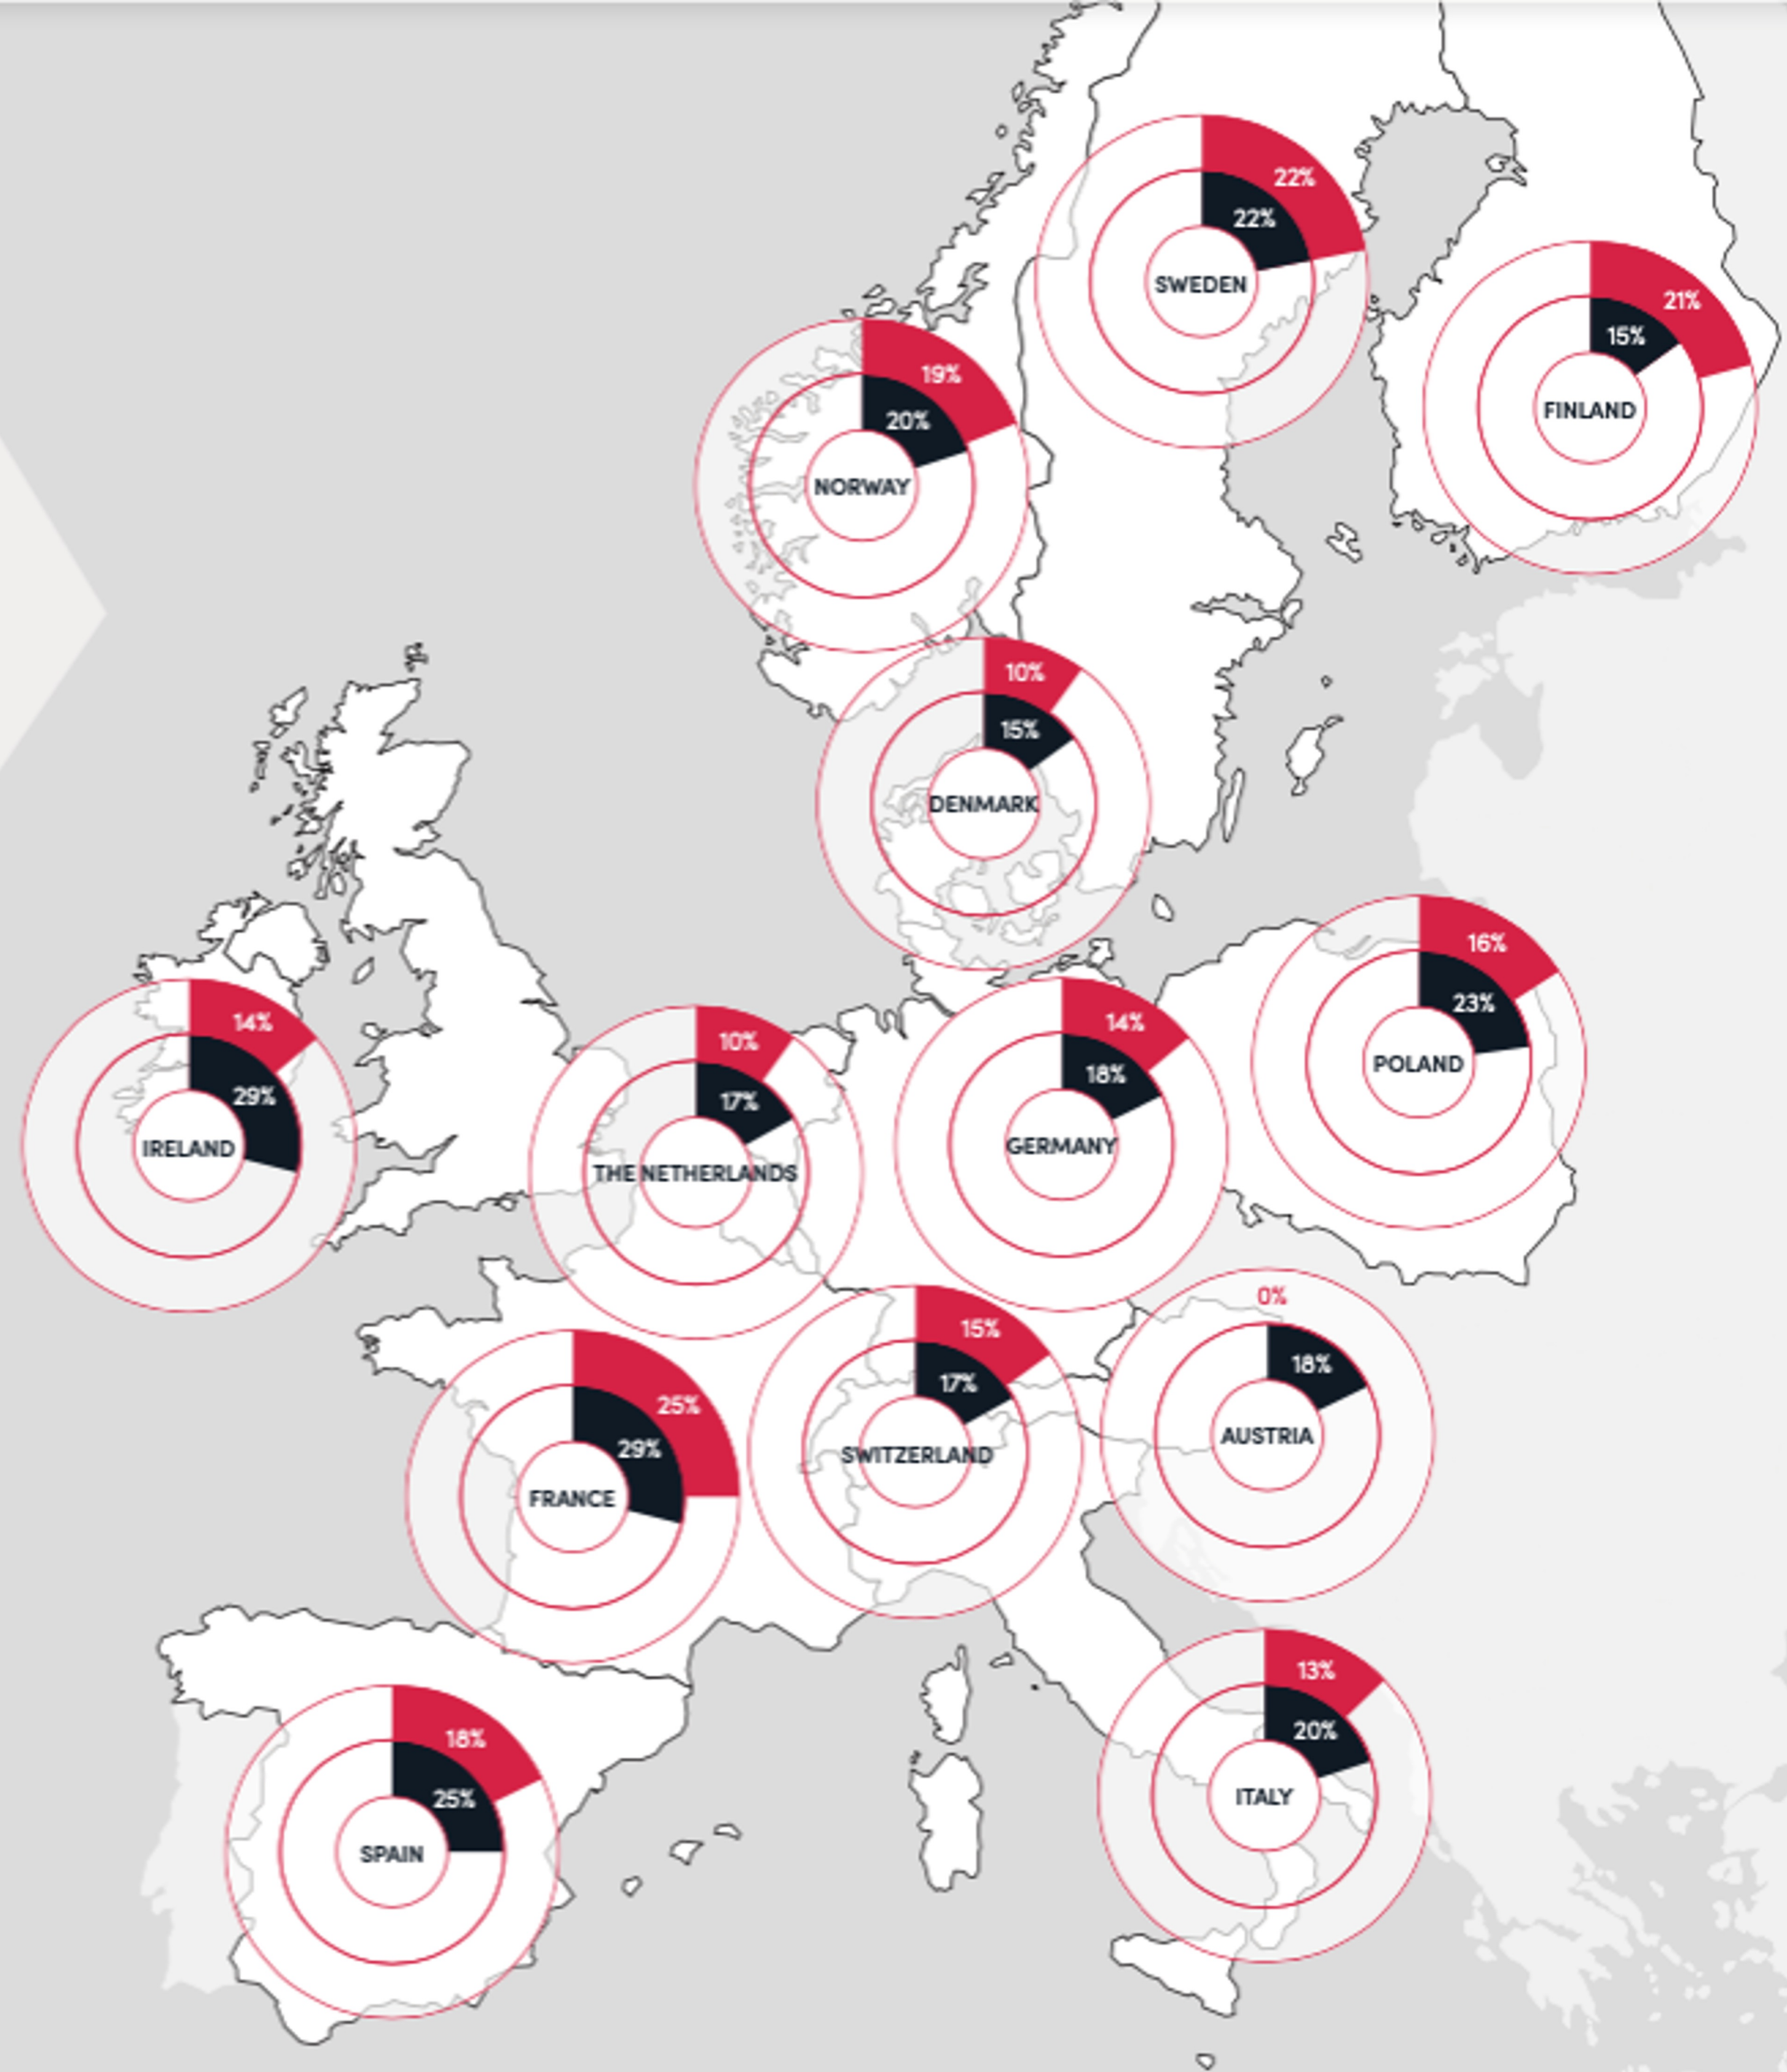 22%
22%
SWEDEN
21%
15%
FINLAND
19%
20%
NORWAY
10%
15%
DENMARK
16%
23%
POLAND
14%
29%
IRELAND
10%
17%
THE NETHERLANDS
14%
18%
GERMANY
0%
18%
AUSTRIA
15%
17%
SWITZERLAND
25%
29%
FRANCE
13%
20%
ITALY
18%
25%
SPAIN